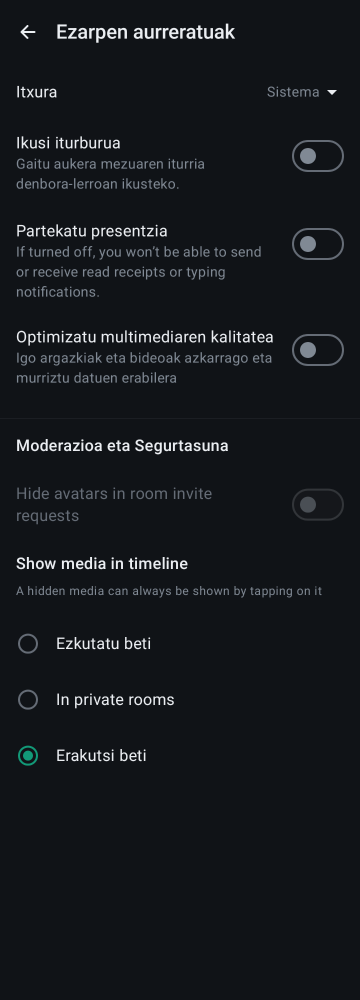 Ezarpen aurreratuak
Itxura
Sistema
Ikusi iturburua
Gaitu aukera mezuaren iturria
denbora-lerroan ikusteko.
Partekatu presentzia
If turned off, you won't be able to send
or receive read receipts or typing
notifications.
Optimizatu multimediaren kalitatea
Igo argazkiak eta bideoak azkarrago eta
murriztu datuen erabilera
Moderazioa eta Segurtasuna
Hide avatars in room invite
requests
Show media in timeline
A hidden media can always be shown by tapping on it
Ezkutatu beti
In private rooms
Erakutsi beti